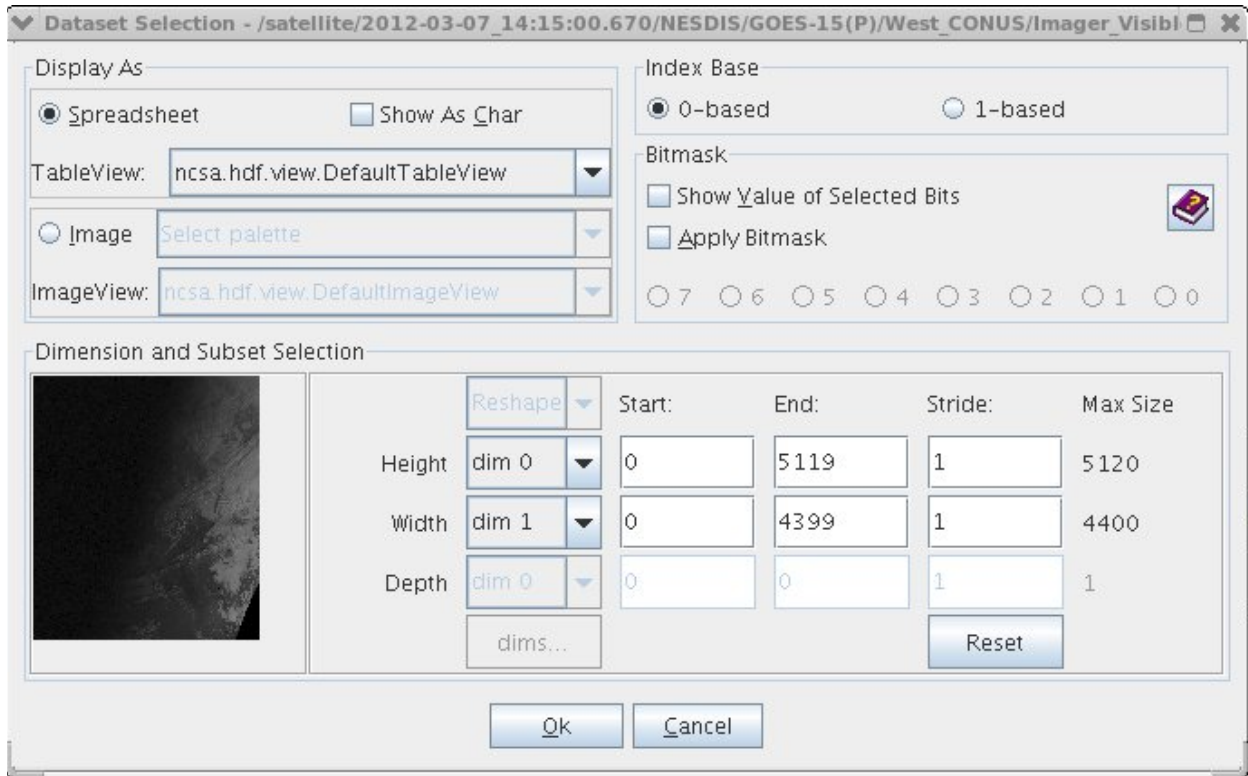 Dataset Selection - /satellite/2012-03-07_14:15:00.670/NESDIS/GOES-15(P)/West_CONUS/Imager_Visibl
Display As
Spreadsheet
Show As Char
TableView:
ncsa.hdf.view.DefaultTableView
Image
Select palette
ImageView:
ncsa.hdf.view.DefaultImageView
Index Base
0-based
1-based
Bitmask
Show Value of Selected Bits
Apply Bitmask
7 6 5 4 3 2 1 0
Dimension and Subset Selection
Reshape Start: End: Stride: Max Size
Height dim 0 0 5119 1 5120
Width dim 1 0 4399 1 4400
Depth dim 0 0 0 1 1
dims...
Reset
Ok
Cancel